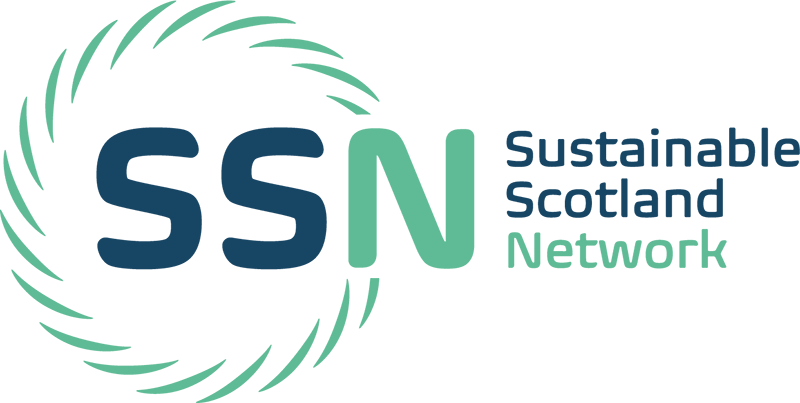 SSN
Sustainable
Scotland
Network